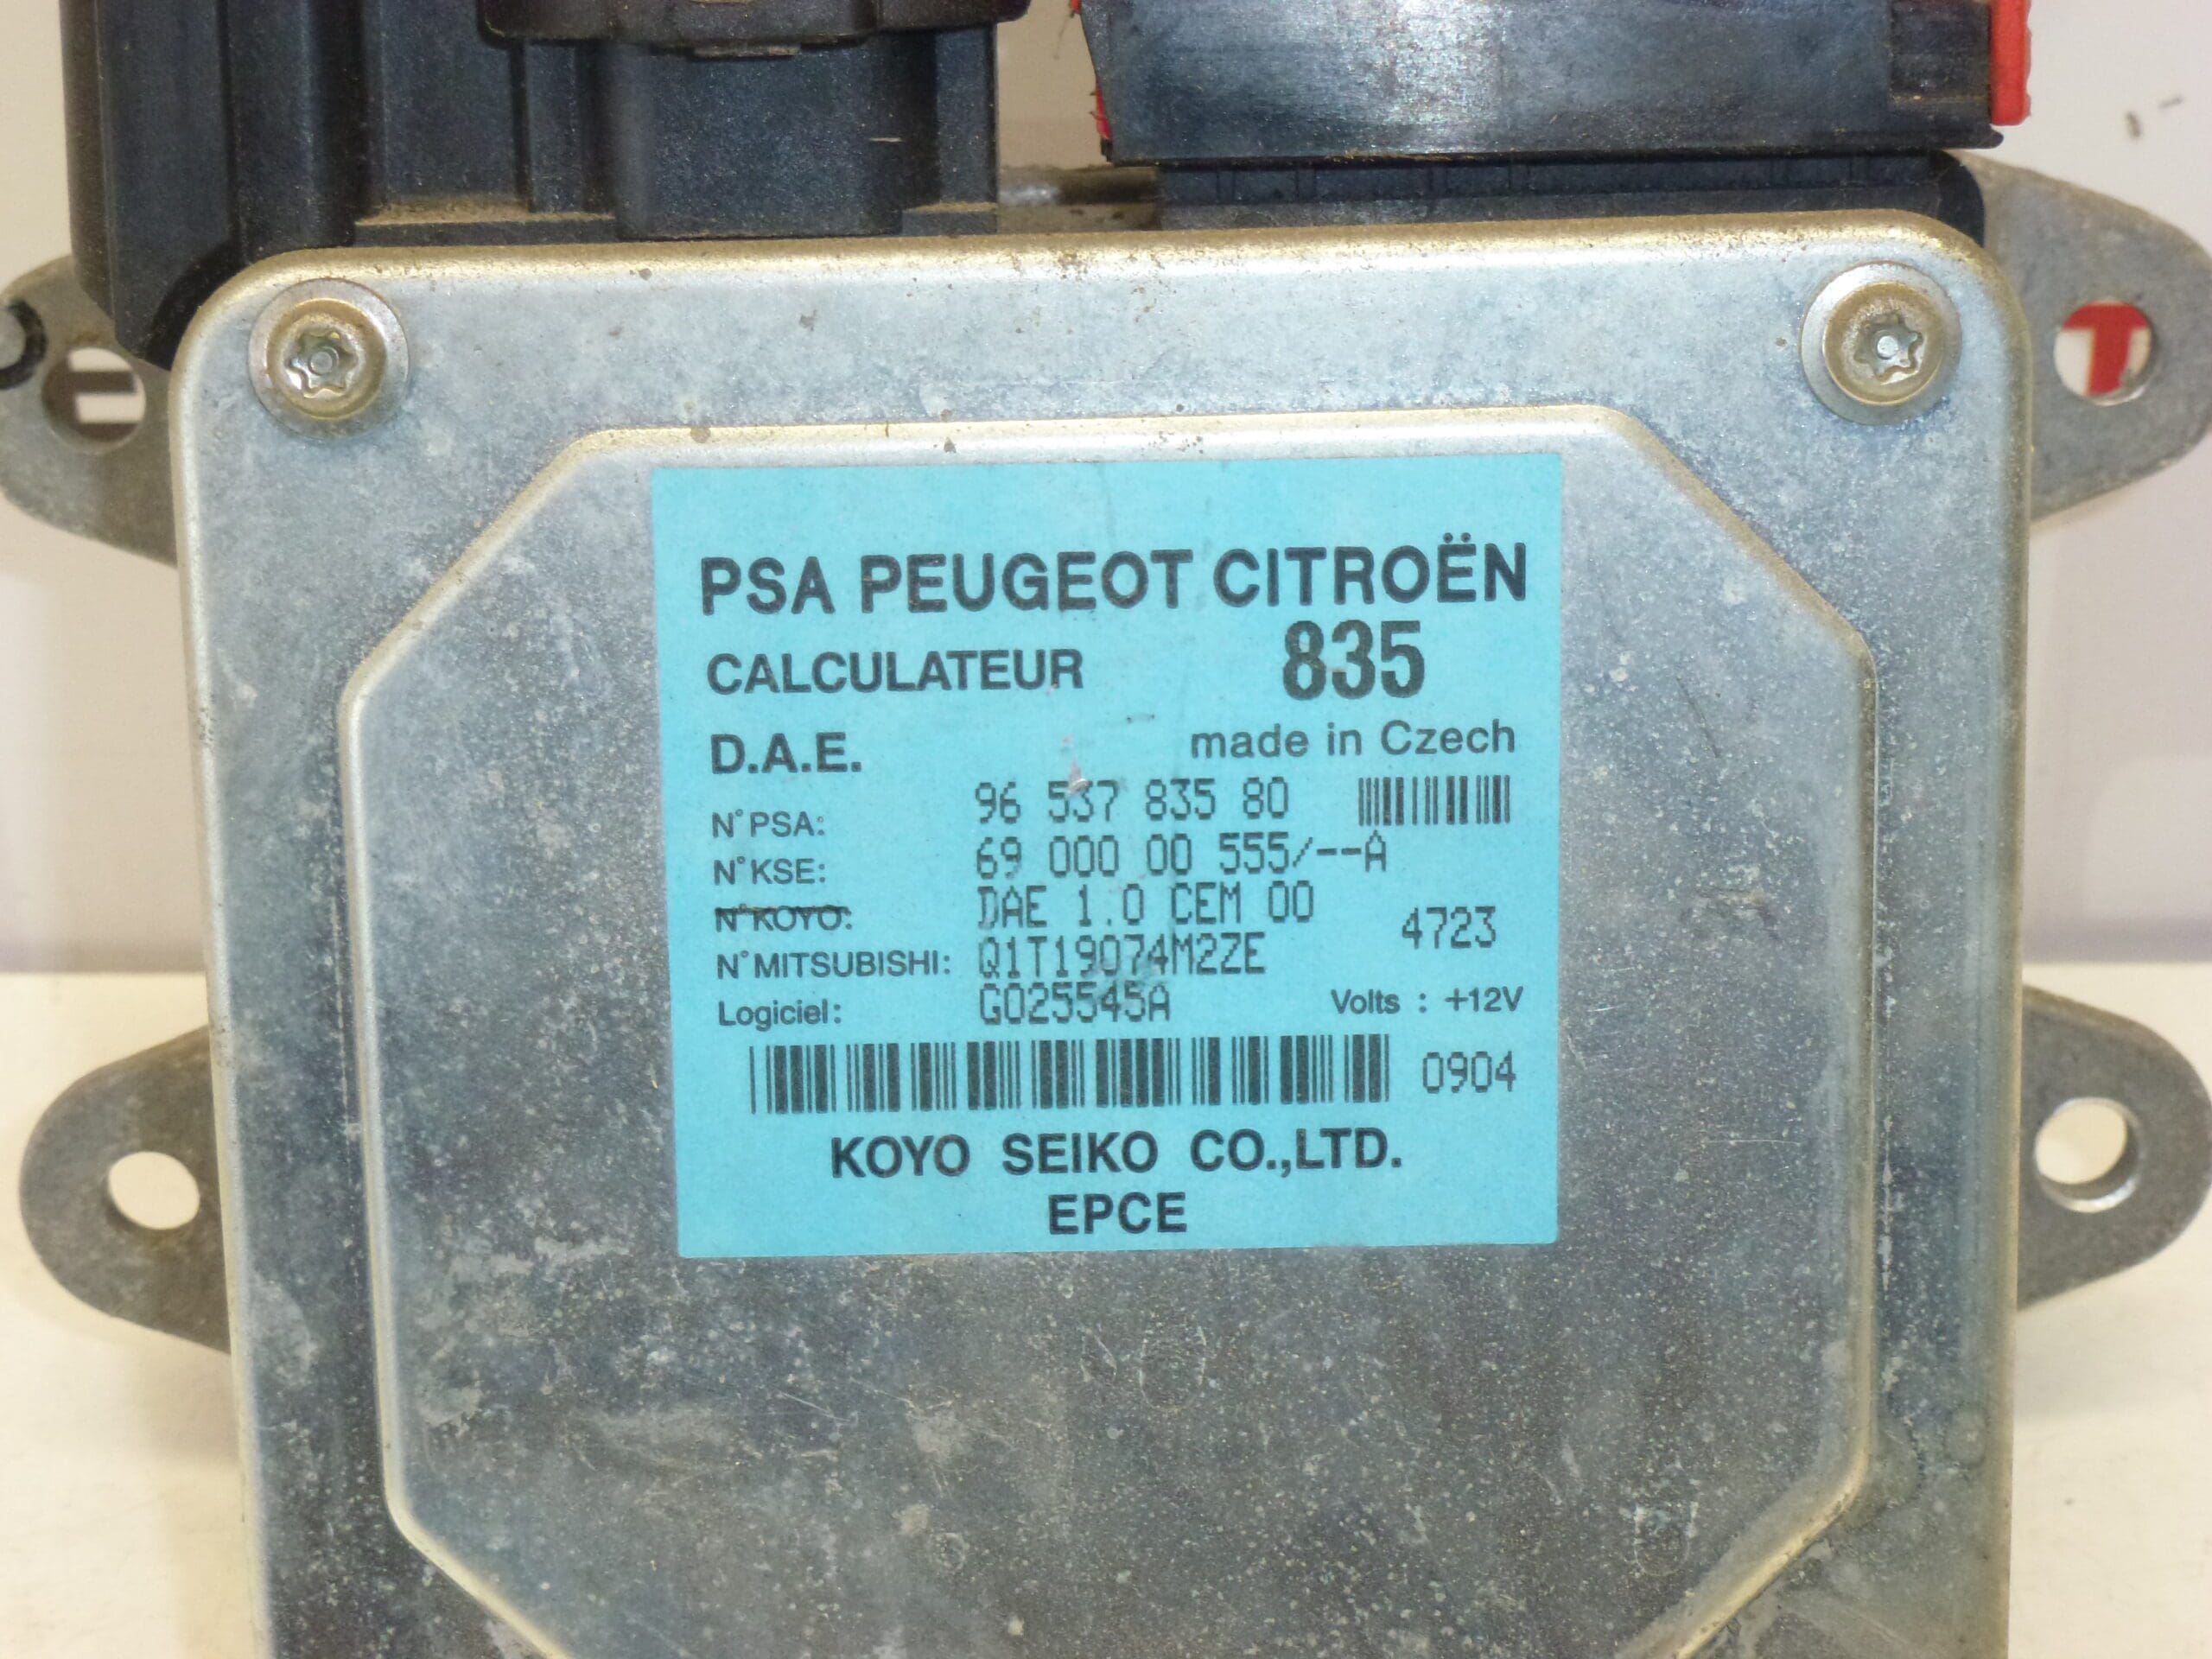 PSA PEUGEOT CITROËN
CALCULATEUR 835
D.A.E. made in Czech
N°PSA: 96 537 835 80
N°KSE: 69 000 00 555/--A
N°KOYO: DAE 1.0 CEM 00 4723
N°MITSUBISHI: Q1T19074M2ZE
Logiciel: G025545A Volts : +12V
0904
KOYO SEIKO CO.,LTD.
EPCE